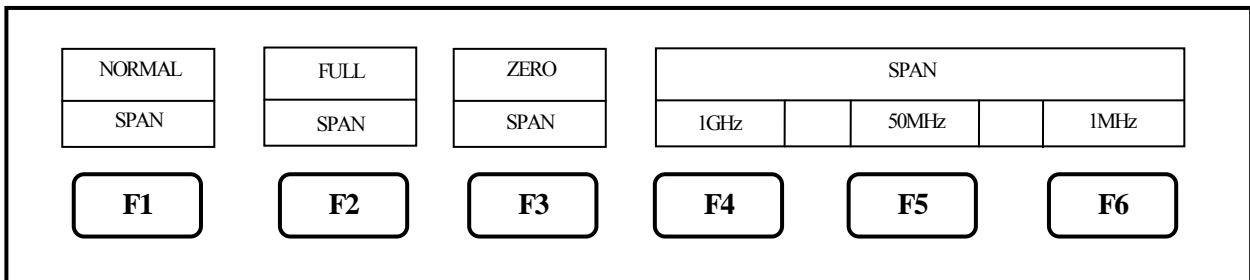 NORMAL FULL ZERO SPAN
SPAN SPAN SPAN 1GHz 50MHz 1MHz
F1 F2 F3 F4 F5 F6